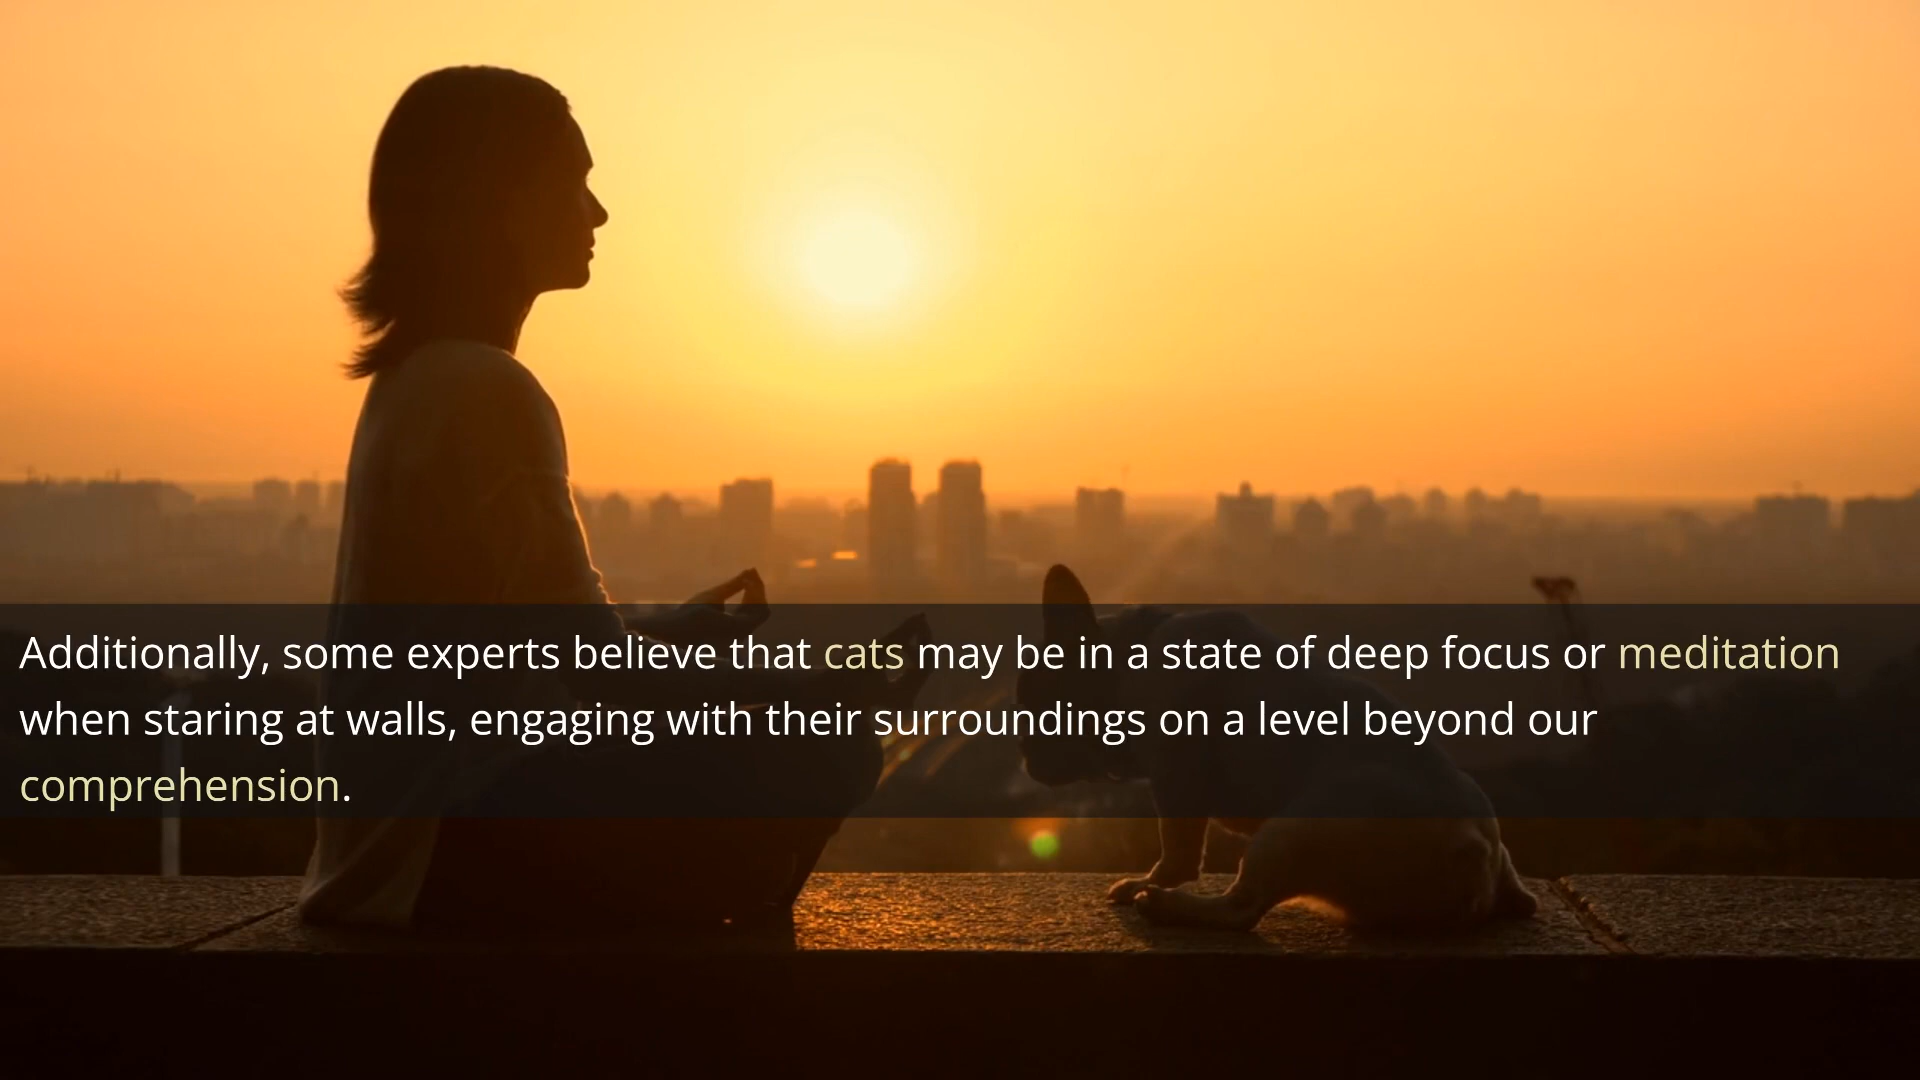 Additionally, some experts believe that cats may be in a state of deep focus or meditation
when staring at walls, engaging with their surroundings on a level beyond our
comprehension.